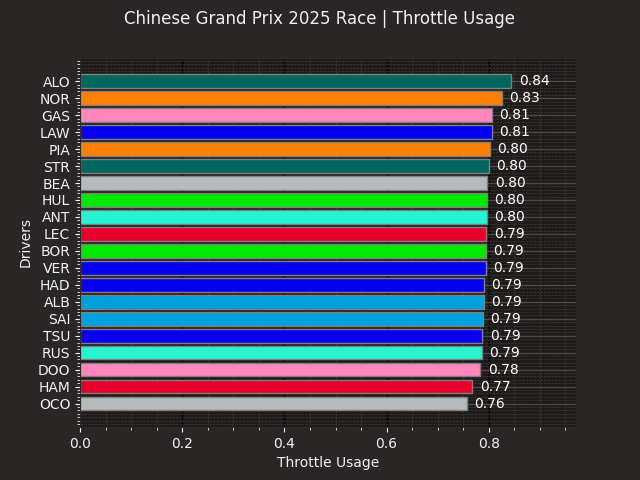 Chinese Grand Prix 2025 Race | Throttle Usage
ALO 0.84
NOR 0.83
GAS 0.81
LAW 0.81
PIA 0.80
STR 0.80
BEA 0.80
HUL 0.80
ANT 0.80
LEC 0.79
BOR 0.79
VER 0.79
HAD 0.79
ALB 0.79
SAI 0.79
TSU 0.79
RUS 0.79
DOO 0.78
HAM 0.77
OCO 0.76
Drivers
0.0 0.2 0.4 0.6 0.8
Throttle Usage